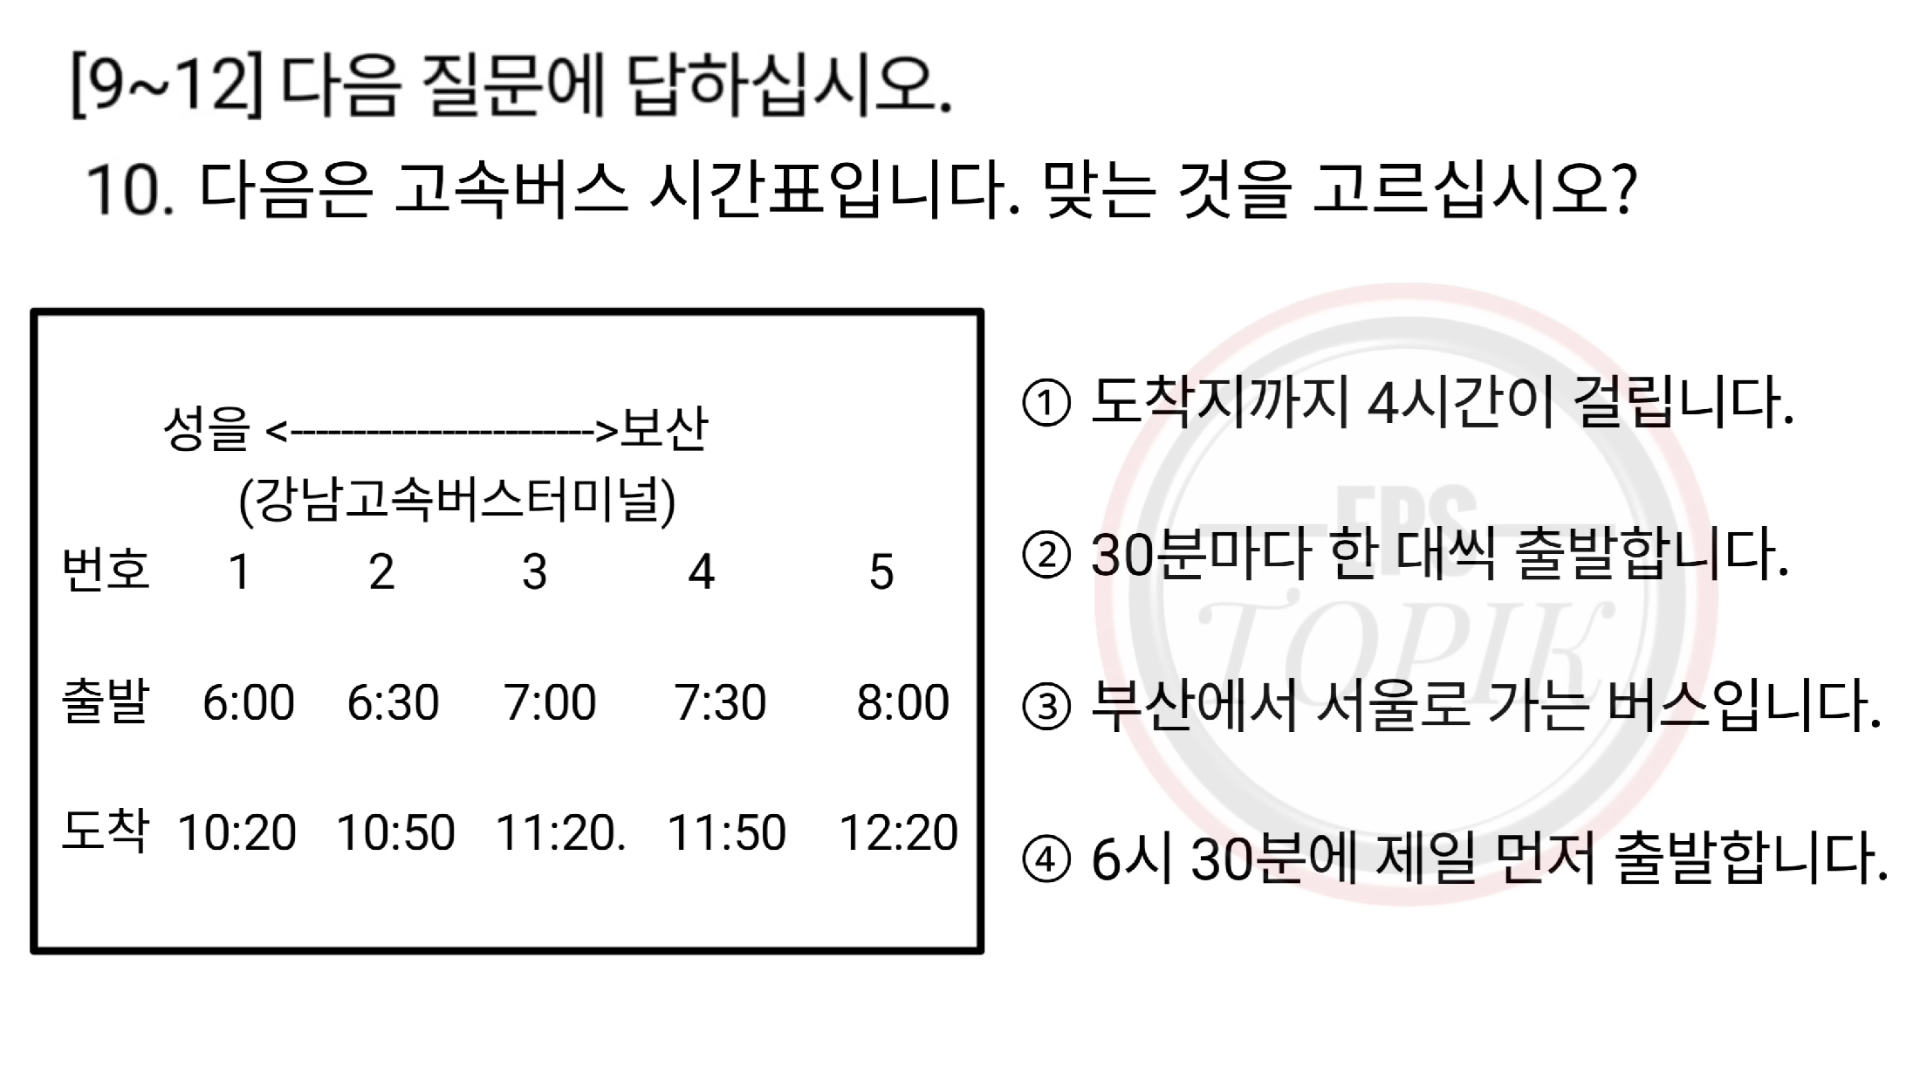 [9~12] 다음 질문에 답하십시오.
10. 다음은 고속버스 시간표입니다. 맞는 것을 고르십시오?
성을 <------------------------>보산
(강남고속버스터미널)
번호 1 2 3 4 5
출발 6:00 6:30 7:00 7:30 8:00
도착 10:20 10:50 11:20. 11:50 12:20
① 도착지까지 4시간이 걸립니다.
② 30분마다 한 대씩 출발합니다.
③ 부산에서 서울로 가는 버스입니다.
④ 6시 30분에 제일 먼저 출발합니다.
EPS
TOPIK